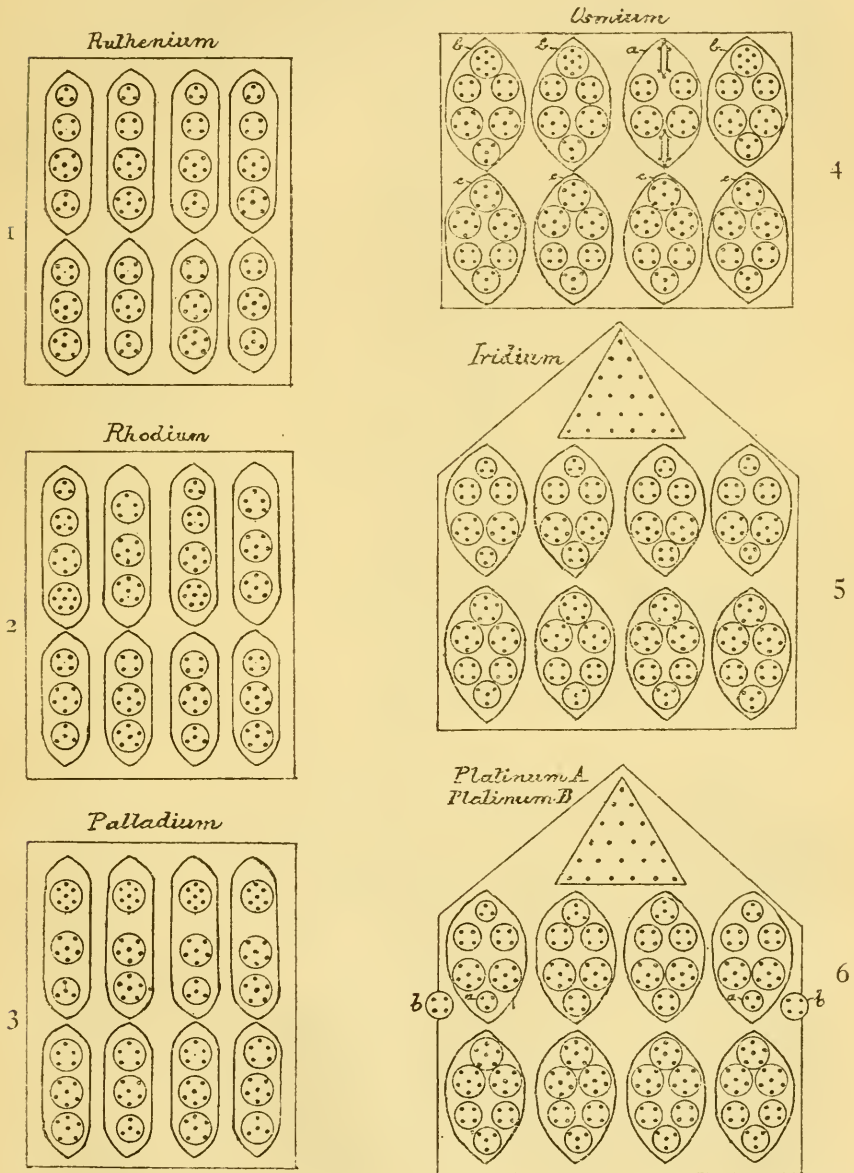 Ruthenium
1
Rhodium
2
Palladium
3
Osmium
b b a b
4
c c c c
Iridium
5
Platinum A
Platinum B
6
b a a b